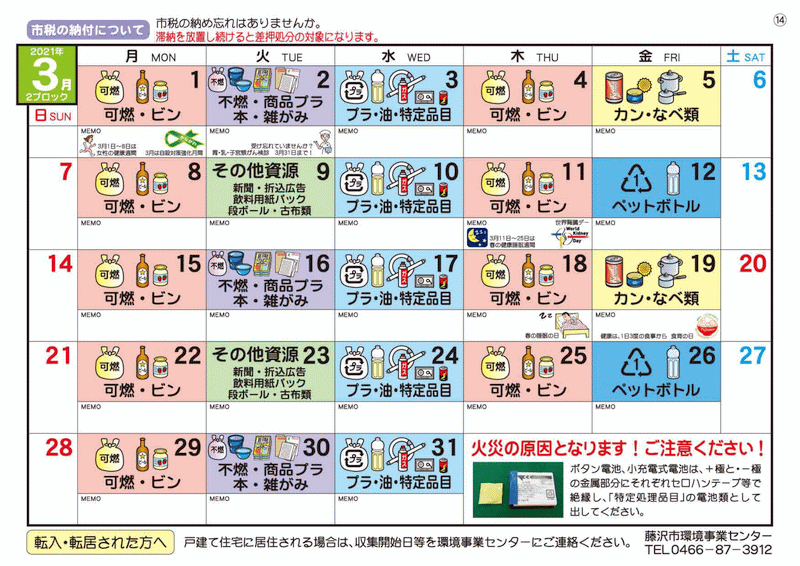 市税の納付について
市税の納め忘れはありませんか。
滞納を放置し続けると差押処分の対象になります。
⑭
2021年
3月
2ブロック
日 SUN
月 MON
火 TUE
水 WED
木 THU
金 FRI
土 SAT
可燃
1
可燃・ビン
不燃
2
不燃・商品プラ
本・雑がみ
プラ
3
プラ・油・特定品目
可燃
4
可燃・ビン
5
カン・なべ類
6
MEMO
3月1日～8日は
女性の健康週間
3月は自殺対策強化月間
MEMO
受け忘れていませんか?
胃・乳・子宮頸がん検診 3月31日まで!
MEMO
MEMO
MEMO
7
可燃
8
可燃・ビン
その他資源
9
新聞・折込広告
飲料用紙パック
段ボール・古布類
プラ
10
プラ・油・特定品目
可燃
11
可燃・ビン
1
12
ペットボトル
13
MEMO
MEMO
MEMO
MEMO
3月11日～25日は
春の健康睡眠週間
世界腎臓デー
World
Kidney
Day
MEMO
14
可燃
15
可燃・ビン
不燃
16
不燃・商品プラ
本・雑がみ
プラ
17
プラ・油・特定品目
可燃
18
可燃・ビン
19
カン・なべ類
20
MEMO
MEMO
MEMO
MEMO
春の睡眠の日
MEMO
健康は、1日3度の食事から 食育の日
21
可燃
22
可燃・ビン
その他資源
23
新聞・折込広告
飲料用紙パック
段ボール・古布類
プラ
24
プラ・油・特定品目
可燃
25
可燃・ビン
1
26
ペットボトル
27
MEMO
MEMO
MEMO
MEMO
MEMO
28
可燃
29
可燃・ビン
不燃
30
不燃・商品プラ
本・雑がみ
プラ
31
プラ・油・特定品目
MEMO
MEMO
MEMO
火災の原因となります!ご注意ください!
ボタン電池、小充電式電池は、＋極と・－極
の金属部分にそれぞれセロハンテープ等で
絶縁し、「特定処理品目」の電池類として
出してください。
転入・転居された方へ
戸建て住宅に居住される場合は、収集開始日等を環境事業センターにご連絡ください。
藤沢市環境事業センター
TEL0466-87-3912